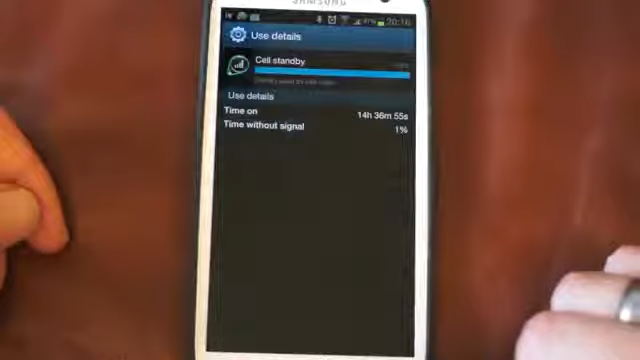 SAMSUNG
20:16
Use details
Cell standby
Use details
Time on 14h 36m 55s
Time without signal 1%